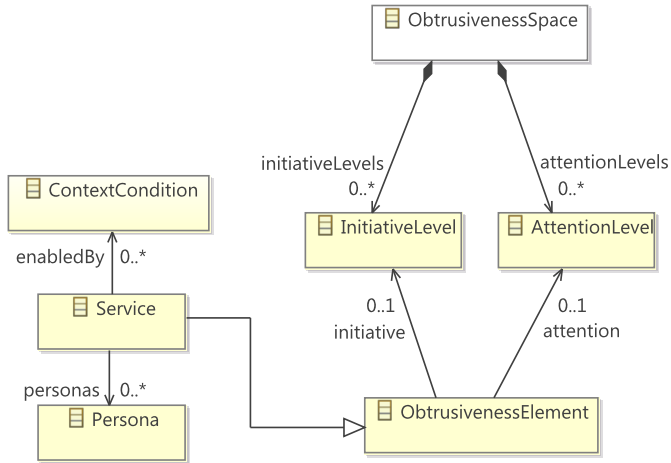 ObtrusivenessSpace
initiativeLevels
0..*
attentionLevels
0..*
ContextCondition
InitiativeLevel
AttentionLevel
enabledBy
0..*
Service
0..1
initiative
0..1
attention
personas
0..*
Persona
ObtrusivenessElement